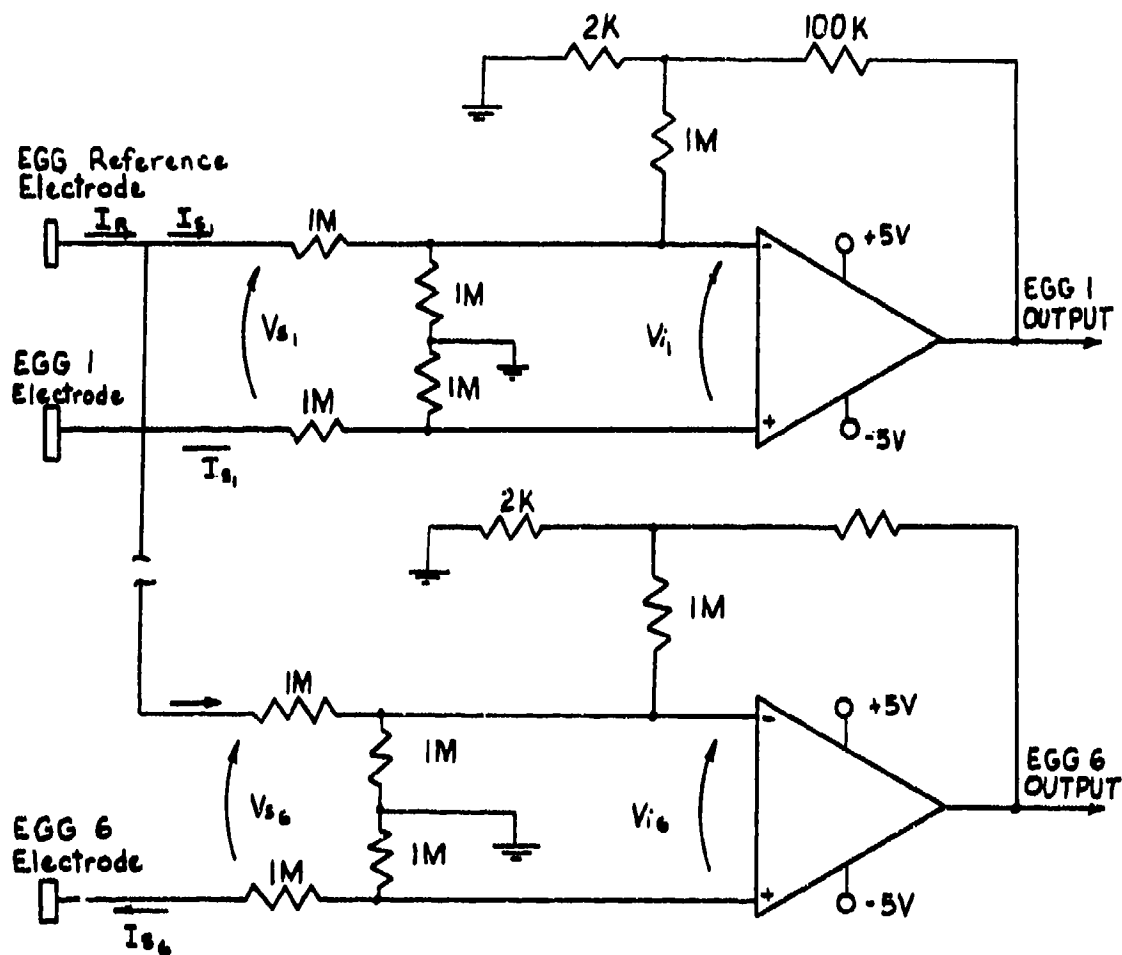 2K
100K
1M
EGG Reference
Electrode
IR
Is1
1M
-
+5V
1M
EGG 1
OUTPUT
Vs1
Vi1
EGG 1
Electrode
1M
1M
+
-5V
Is1
2K
1M
1M
-
+5V
1M
EGG 6
OUTPUT
Vs6
Vi6
EGG 6
Electrode
1M
1M
+
-5V
Is6